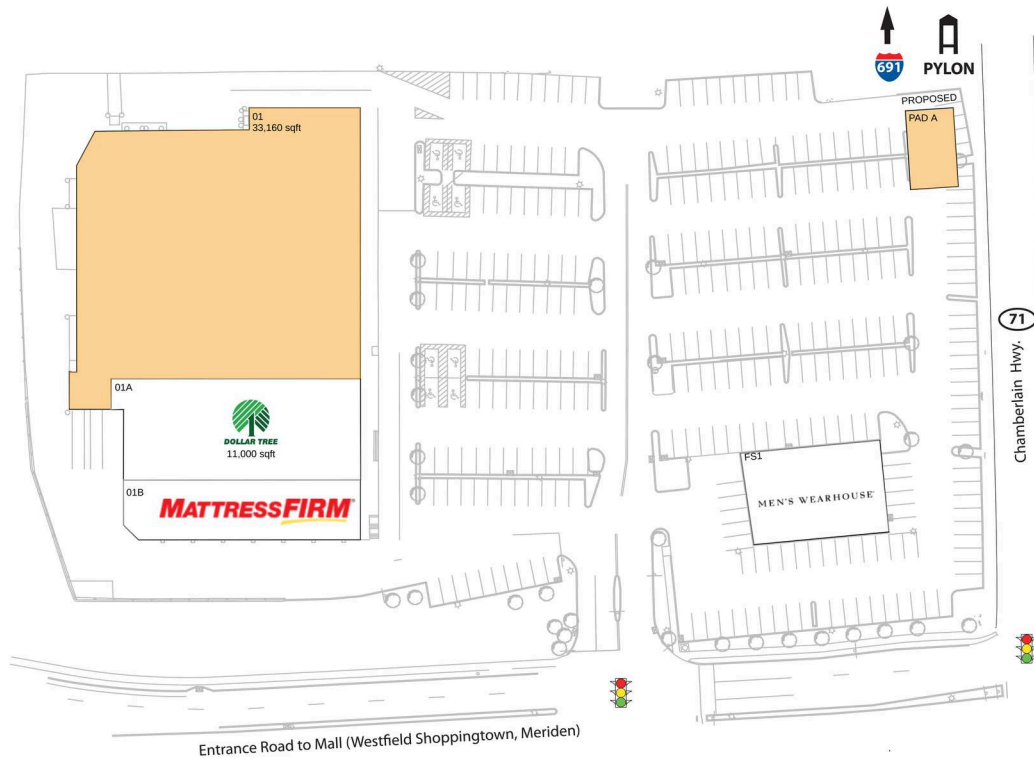 691
PYLON
PROPOSED
PAD A
01
33,160 sqft
71
Chamberlain Hwy.
01A
DOLLAR TREE
11,000 sqft
FS1
MEN'S WEARHOUSE
01B
MATTRESSFIRM
Entrance Road to Mall (Westfield Shoppingtown, Meriden)